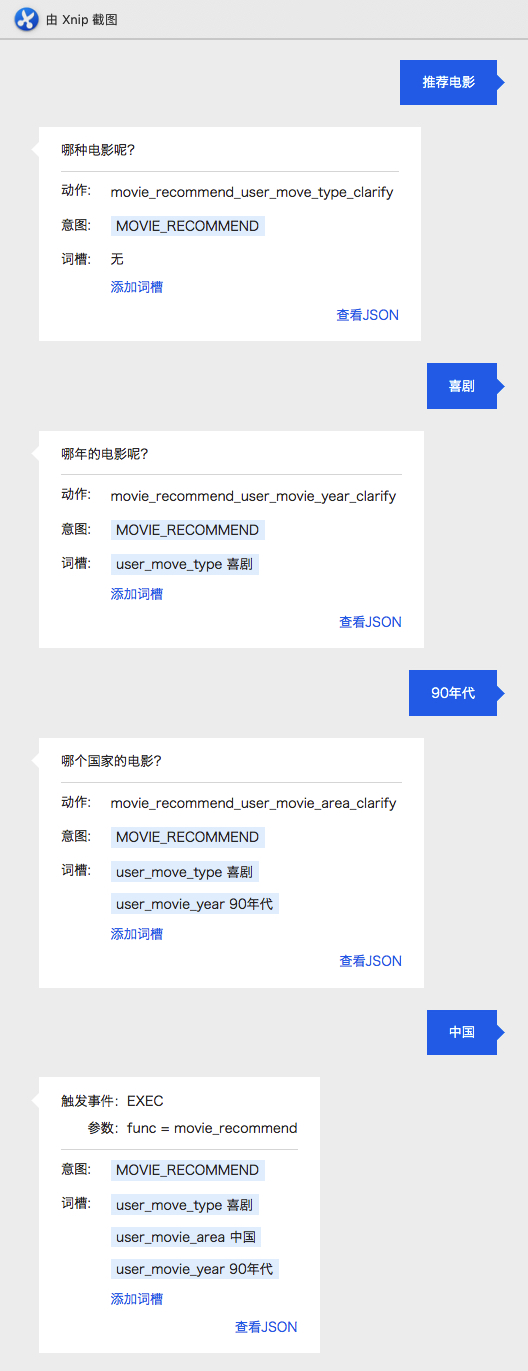 由 Xnip 截图
推荐电影
哪种电影呢?
动作: movie_recommend_user_move_type_clarify
意图: MOVIE_RECOMMEND
词槽: 无
添加词槽
查看JSON
喜剧
哪年的电影呢?
动作: movie_recommend_user_movie_year_clarify
意图: MOVIE_RECOMMEND
词槽: user_move_type 喜剧
添加词槽
查看JSON
90年代
哪个国家的电影?
动作: movie_recommend_user_movie_area_clarify
意图: MOVIE_RECOMMEND
词槽: user_move_type 喜剧
user_movie_year 90年代
添加词槽
查看JSON
中国
触发事件: EXEC
参数: func = movie_recommend
意图: MOVIE_RECOMMEND
词槽: user_move_type 喜剧
user_movie_area 中国
user_movie_year 90年代
添加词槽
查看JSON